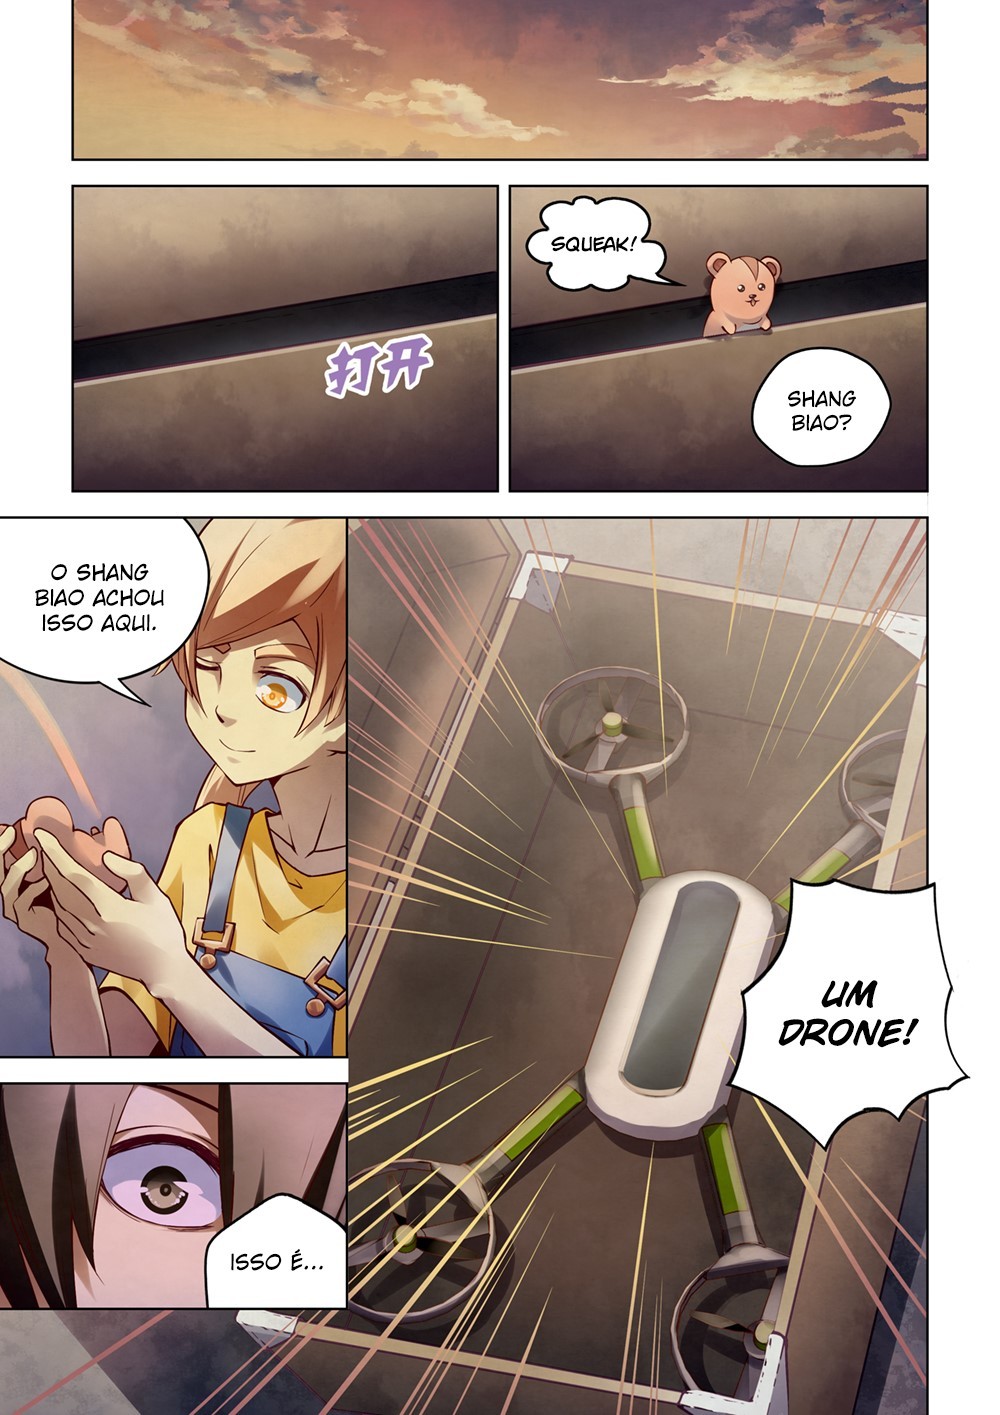 打开
SQUEAK!
SHANG
BIAO?
O SHANG
BIAO ACHOU
ISSO AQUI.
ISSO É...
UM
DRONE!